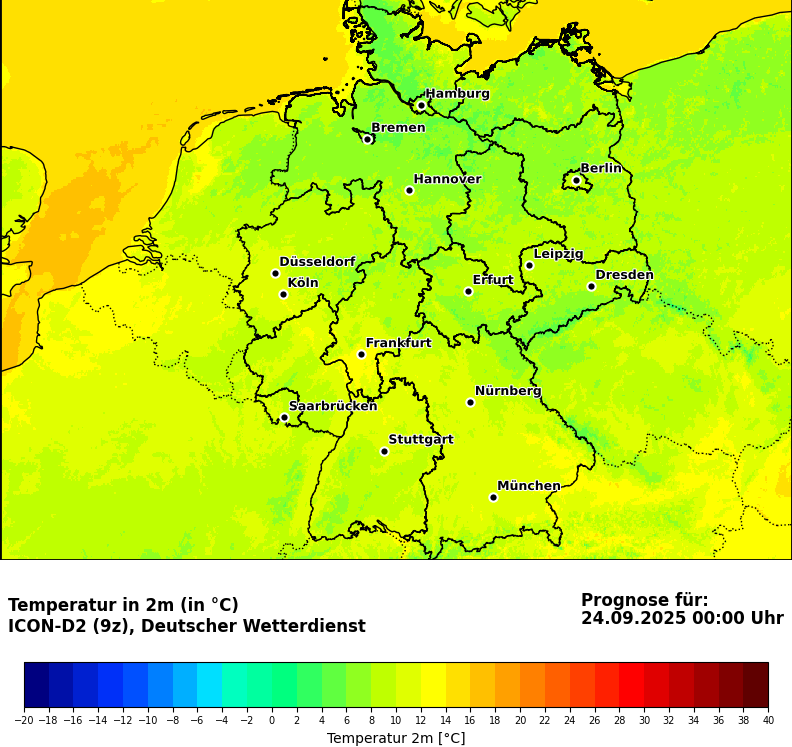 Hamburg
Bremen
Berlin
Hannover
Leipzig
Düsseldorf
Dresden
Köln
Erfurt
Frankfurt
Nürnberg
Saarbrücken
Stuttgart
München
Temperatur in 2m (in °C)
ICON-D2 (9z), Deutscher Wetterdienst
Prognose für:
24.09.2025 00:00 Uhr
−20 −18 −16 −14 −12 −10 −8 −6 −4 −2 0 2 4 6 8 10 12 14 16 18 20 22 24 26 28 30 32 34 36 38 40
Temperatur 2m [°C]